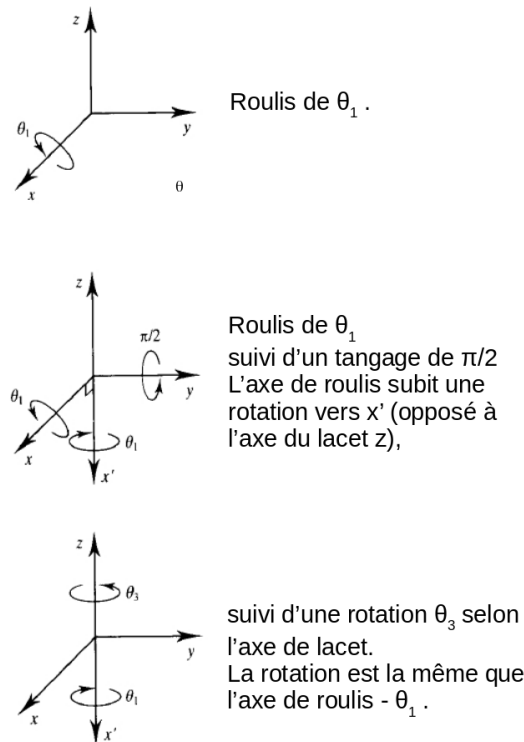 z
Roulis de θ1 .
θ1
y
x
θ
z
π/2
Roulis de θ1
suivi d'un tangage de π/2
L'axe de roulis subit une
rotation vers x' (opposé à
l'axe du lacet z),
θ1
y
x
θ1
x'
z
θ3
suivi d'une rotation θ3 selon
l'axe de lacet.
La rotation est la même que
l'axe de roulis - θ1 .
y
x
θ1
x'